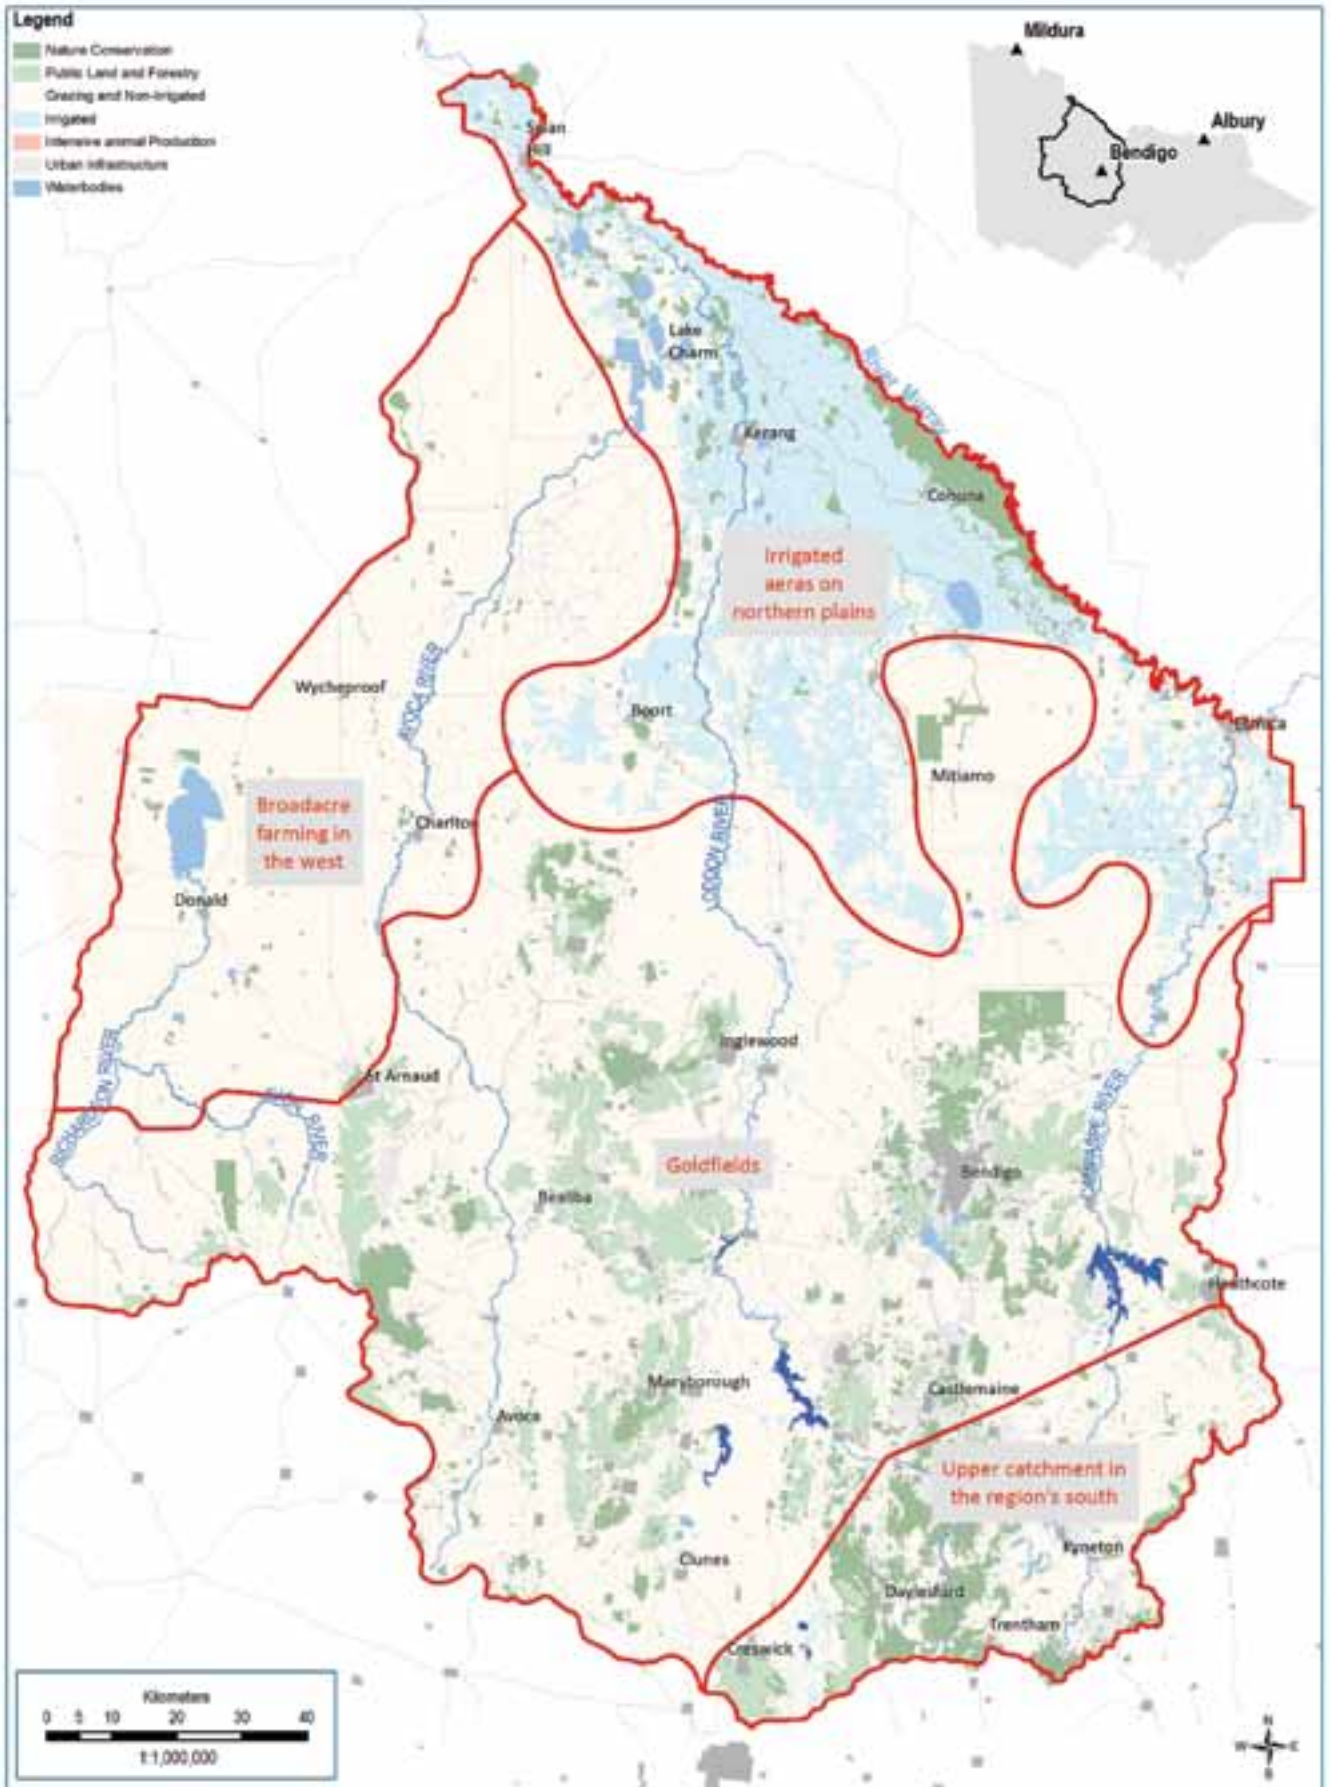 Legend
Nature Conservation
Public Land and Forestry
Grazing and Non-Irrigated
Irrigated
Intensive animal Production
Urban Infrastructure
Waterbodies
Mildura
Albury
Bendigo
Swan
Hill
Lake
Charm
River Murray
Kerang
Cohuna
Irrigated
aeras on
northern plains
Wycheproof
AVOCA RIVER
Boort
Echuca
Mitiamo
Broadacre
farming in
the west
Charlton
LODDON RIVER
Donald
Inglewood
St Arnaud
RICHARDSON RIVER
RIVER
CAMPASPE RIVER
Goldfields
Bendigo
Bealiba
Heathcote
Maryborough
Castlemaine
Avoca
Upper catchment in
the region's south
Kyneton
Clunes
Daylesford
Trentham
Creswick
Kilometers
0 5 10 20 30 40
1:1,000,000
N
W E
S